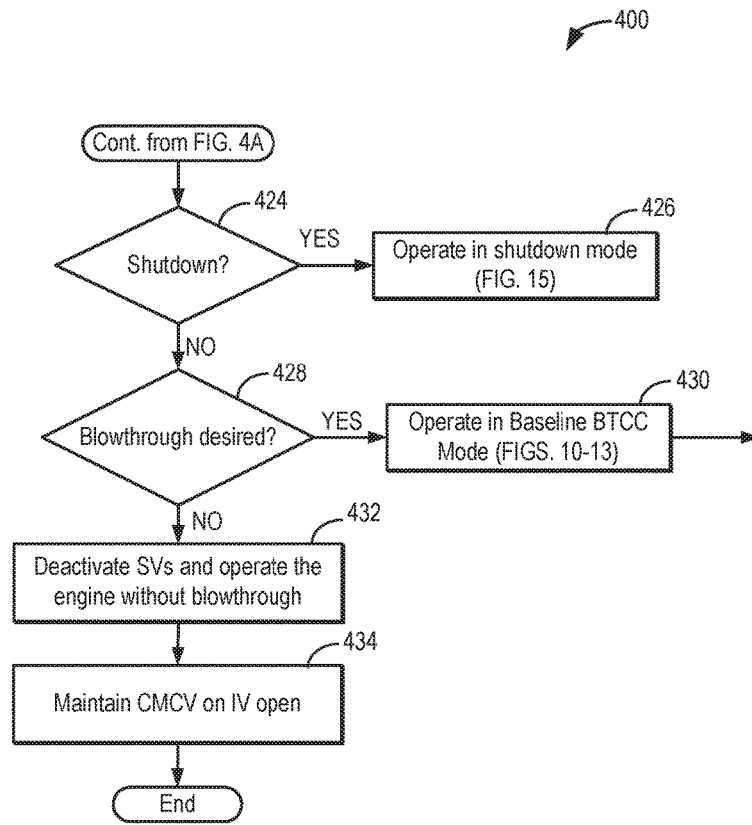 400
Cont. from FIG. 4A
424
Shutdown?
YES
426
Operate in shutdown mode
(FIG. 15)
NO
428
Blowthrough desired?
YES
430
Operate in Baseline BTCC
Mode (FIGS. 10-13)
NO
432
Deactivate SVs and operate the
engine without blowthrough
434
Maintain CMCV on IV open
End